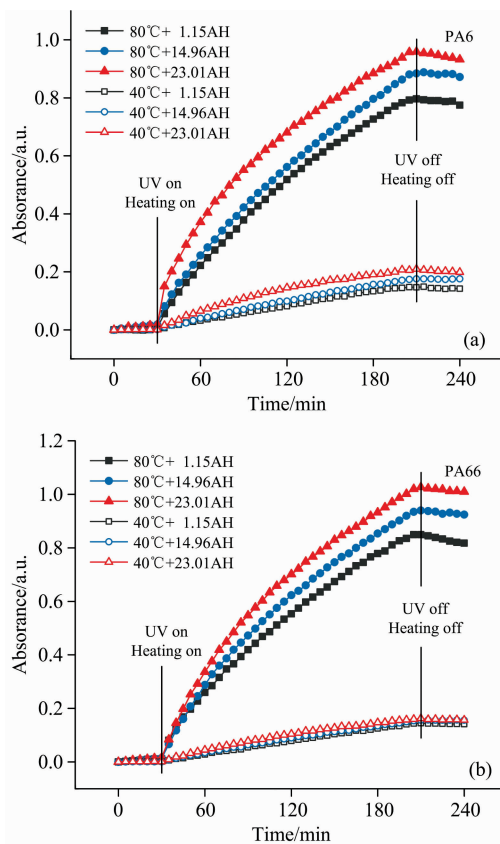 80℃+ 1.15AH
80℃+14.96AH
80℃+23.01AH
40℃+ 1.15AH
40℃+14.96AH
40℃+23.01AH
PA6
UV on
Heating on
UV off
Heating off
1.0
0.8
0.6
0.4
0.2
0.0
Absorance/a.u.
(a)
0
60
120
180
240
Time/min
80℃+ 1.15AH
80℃+14.96AH
80℃+23.01AH
40℃+ 1.15AH
40℃+14.96AH
40℃+23.01AH
PA66
UV on
Heating on
UV off
Heating off
1.2
1.0
0.8
0.6
0.4
0.2
0.0
Absorance/a.u.
(b)
0
60
120
180
240
Time/min